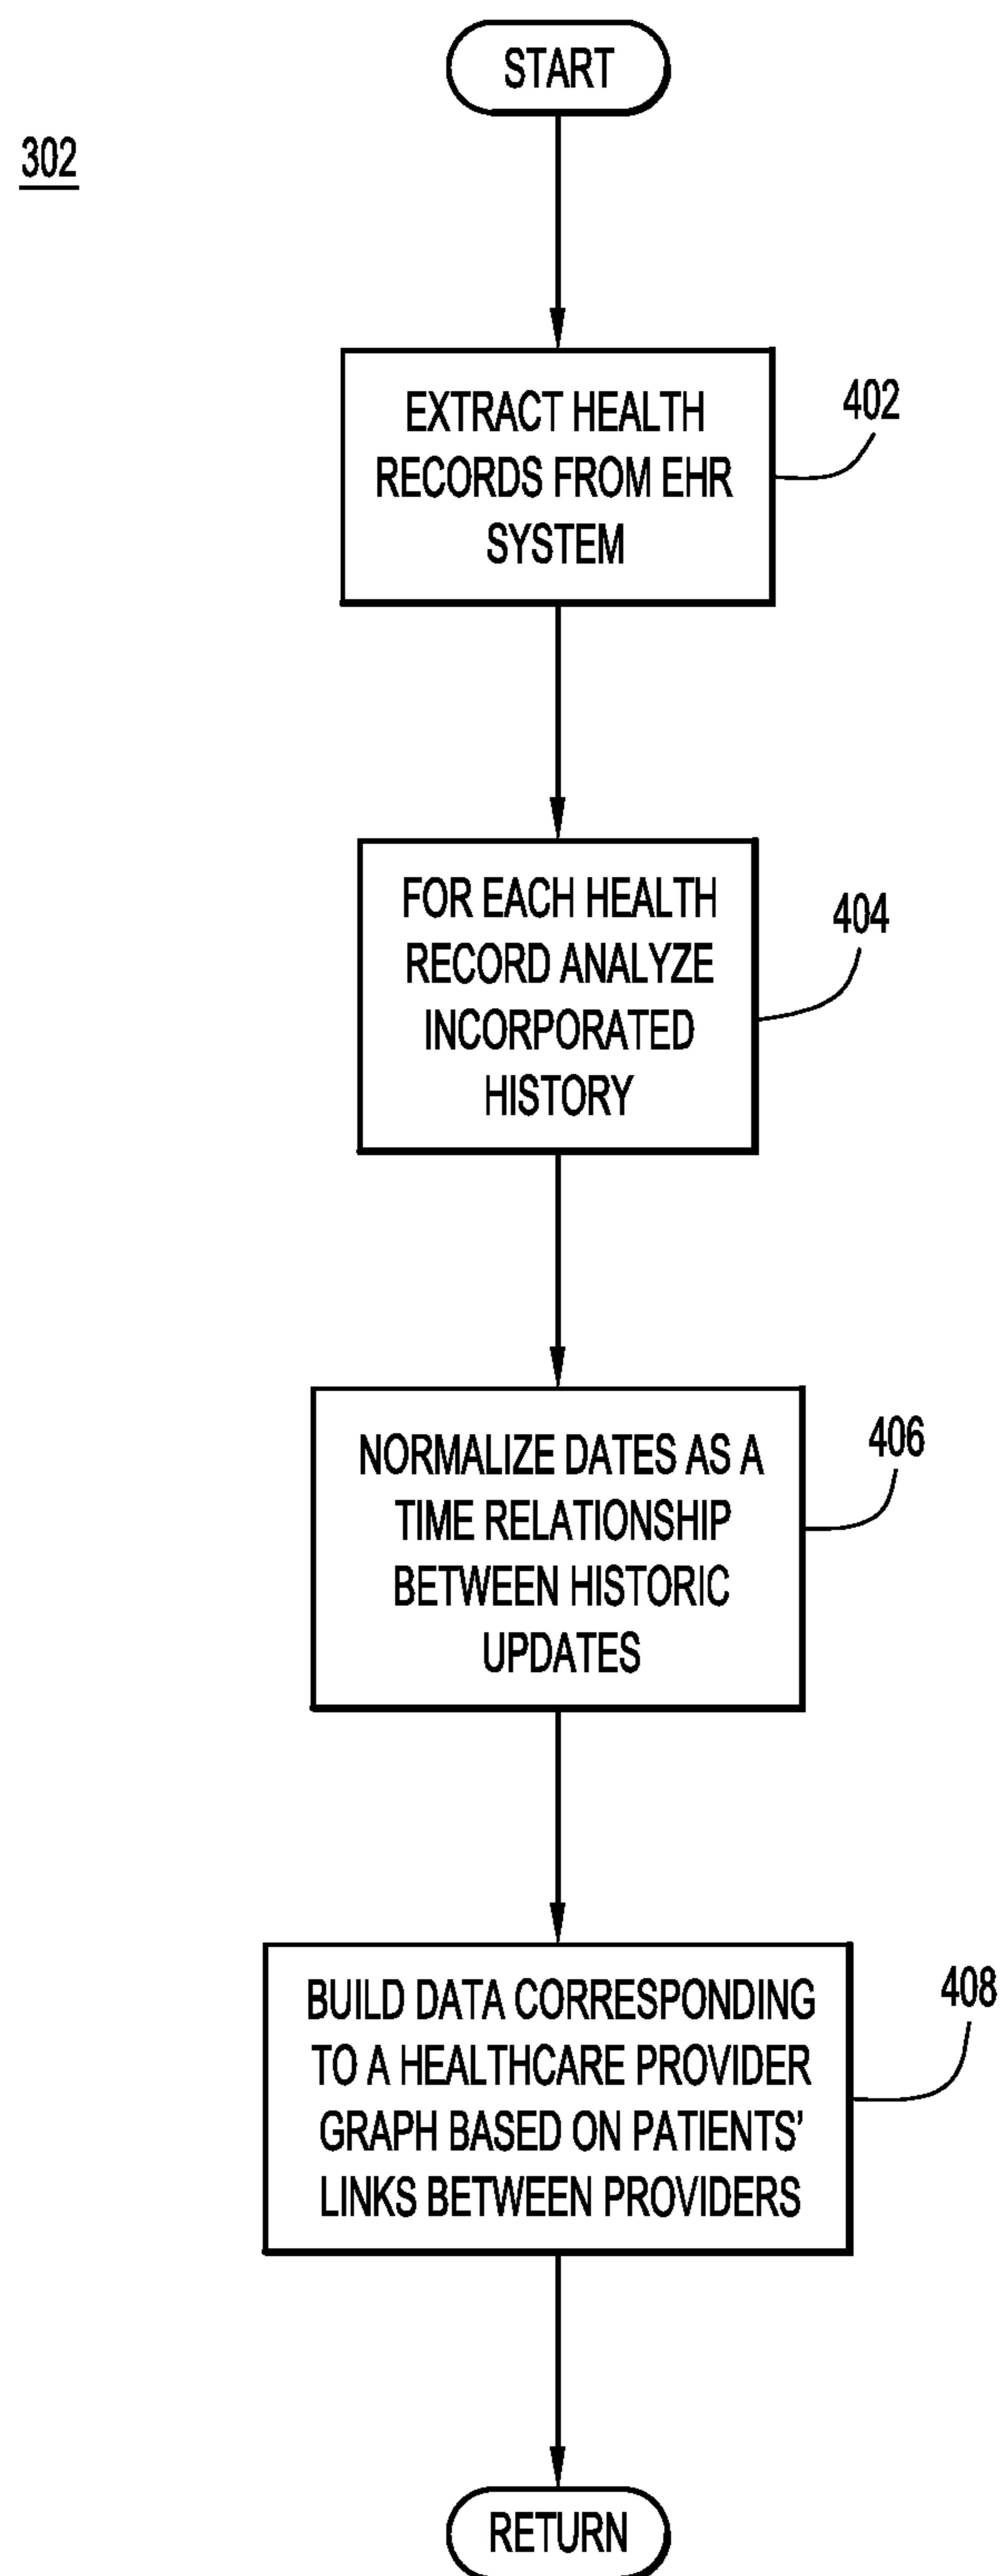 START
302
EXTRACT HEALTH
RECORDS FROM EHR
SYSTEM
402
FOR EACH HEALTH
RECORD ANALYZE
INCORPORATED
HISTORY
404
NORMALIZE DATES AS A
TIME RELATIONSHIP
BETWEEN HISTORIC
UPDATES
406
BUILD DATA CORRESPONDING
TO A HEALTHCARE PROVIDER
GRAPH BASED ON PATIENTS’
LINKS BETWEEN PROVIDERS
408
RETURN